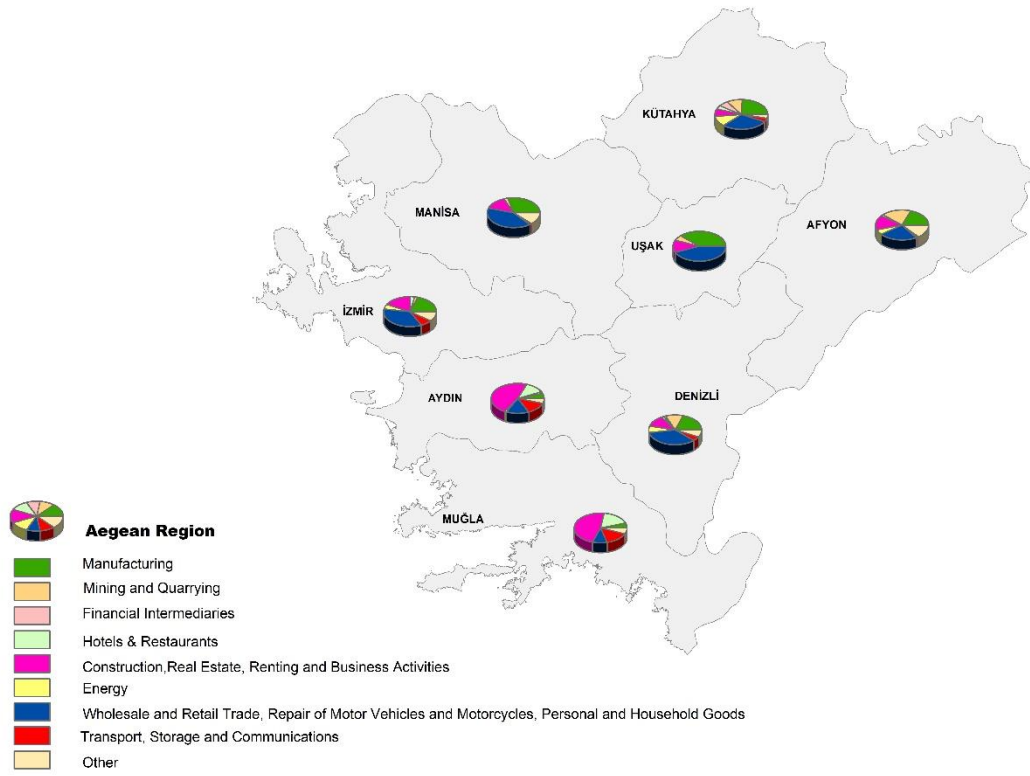 KÜTAHYA
MANİSA
UŞAK
AFYON
İZMİR
AYDIN
DENİZLİ
MUĞLA
Aegean Region
Manufacturing
Mining and Quarrying
Financial Intermediaries
Hotels & Restaurants
Construction,Real Estate, Renting and Business Activities
Energy
Wholesale and Retail Trade, Repair of Motor Vehicles and Motorcycles, Personal and Household Goods
Transport, Storage and Communications
Other